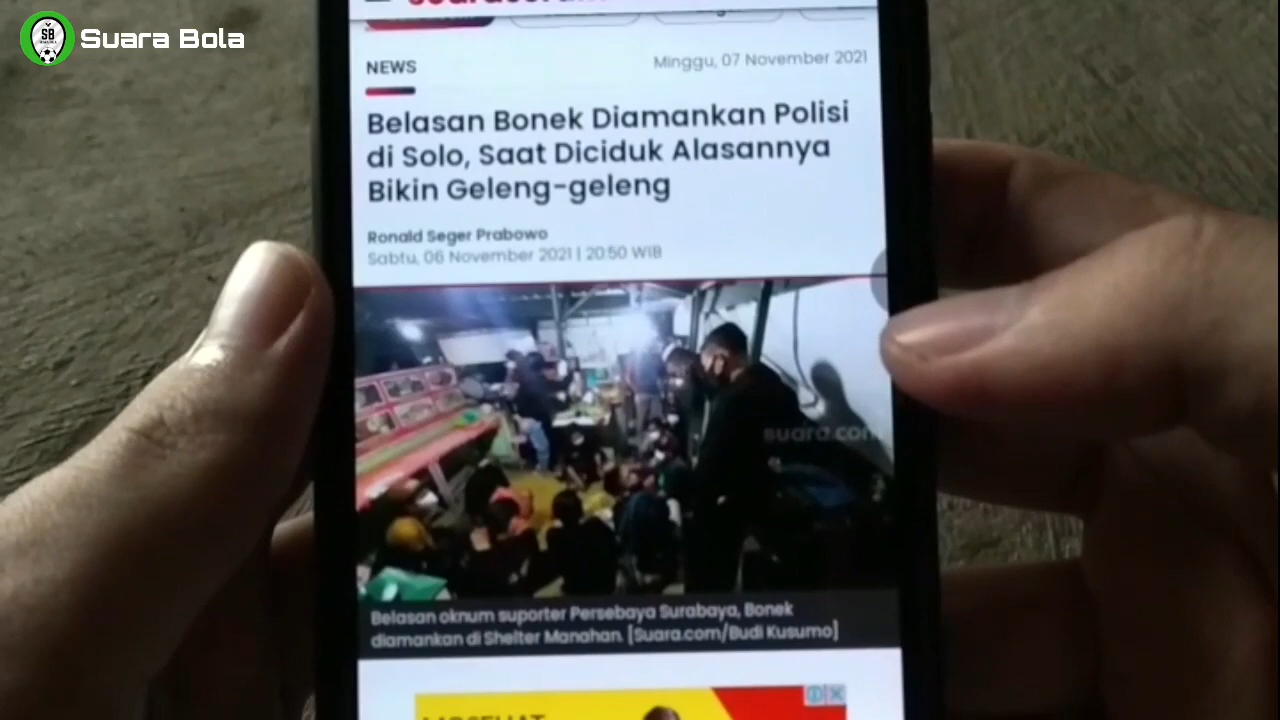 SB
Suara Bola
NEWS
Minggu, 07 November 2021
Belasan Bonek Diamankan Polisi
di Solo, Saat Diciduk Alasannya
Bikin Geleng-geleng
Ronald Seger Prabowo
Sabtu, 06 November 2021 | 20:50 WIB
suara.com
Belasan oknum suporter Persebaya Surabaya, Bonek
diamankan di Shelter Manahan. [Suara.com/Budi Kusumo]